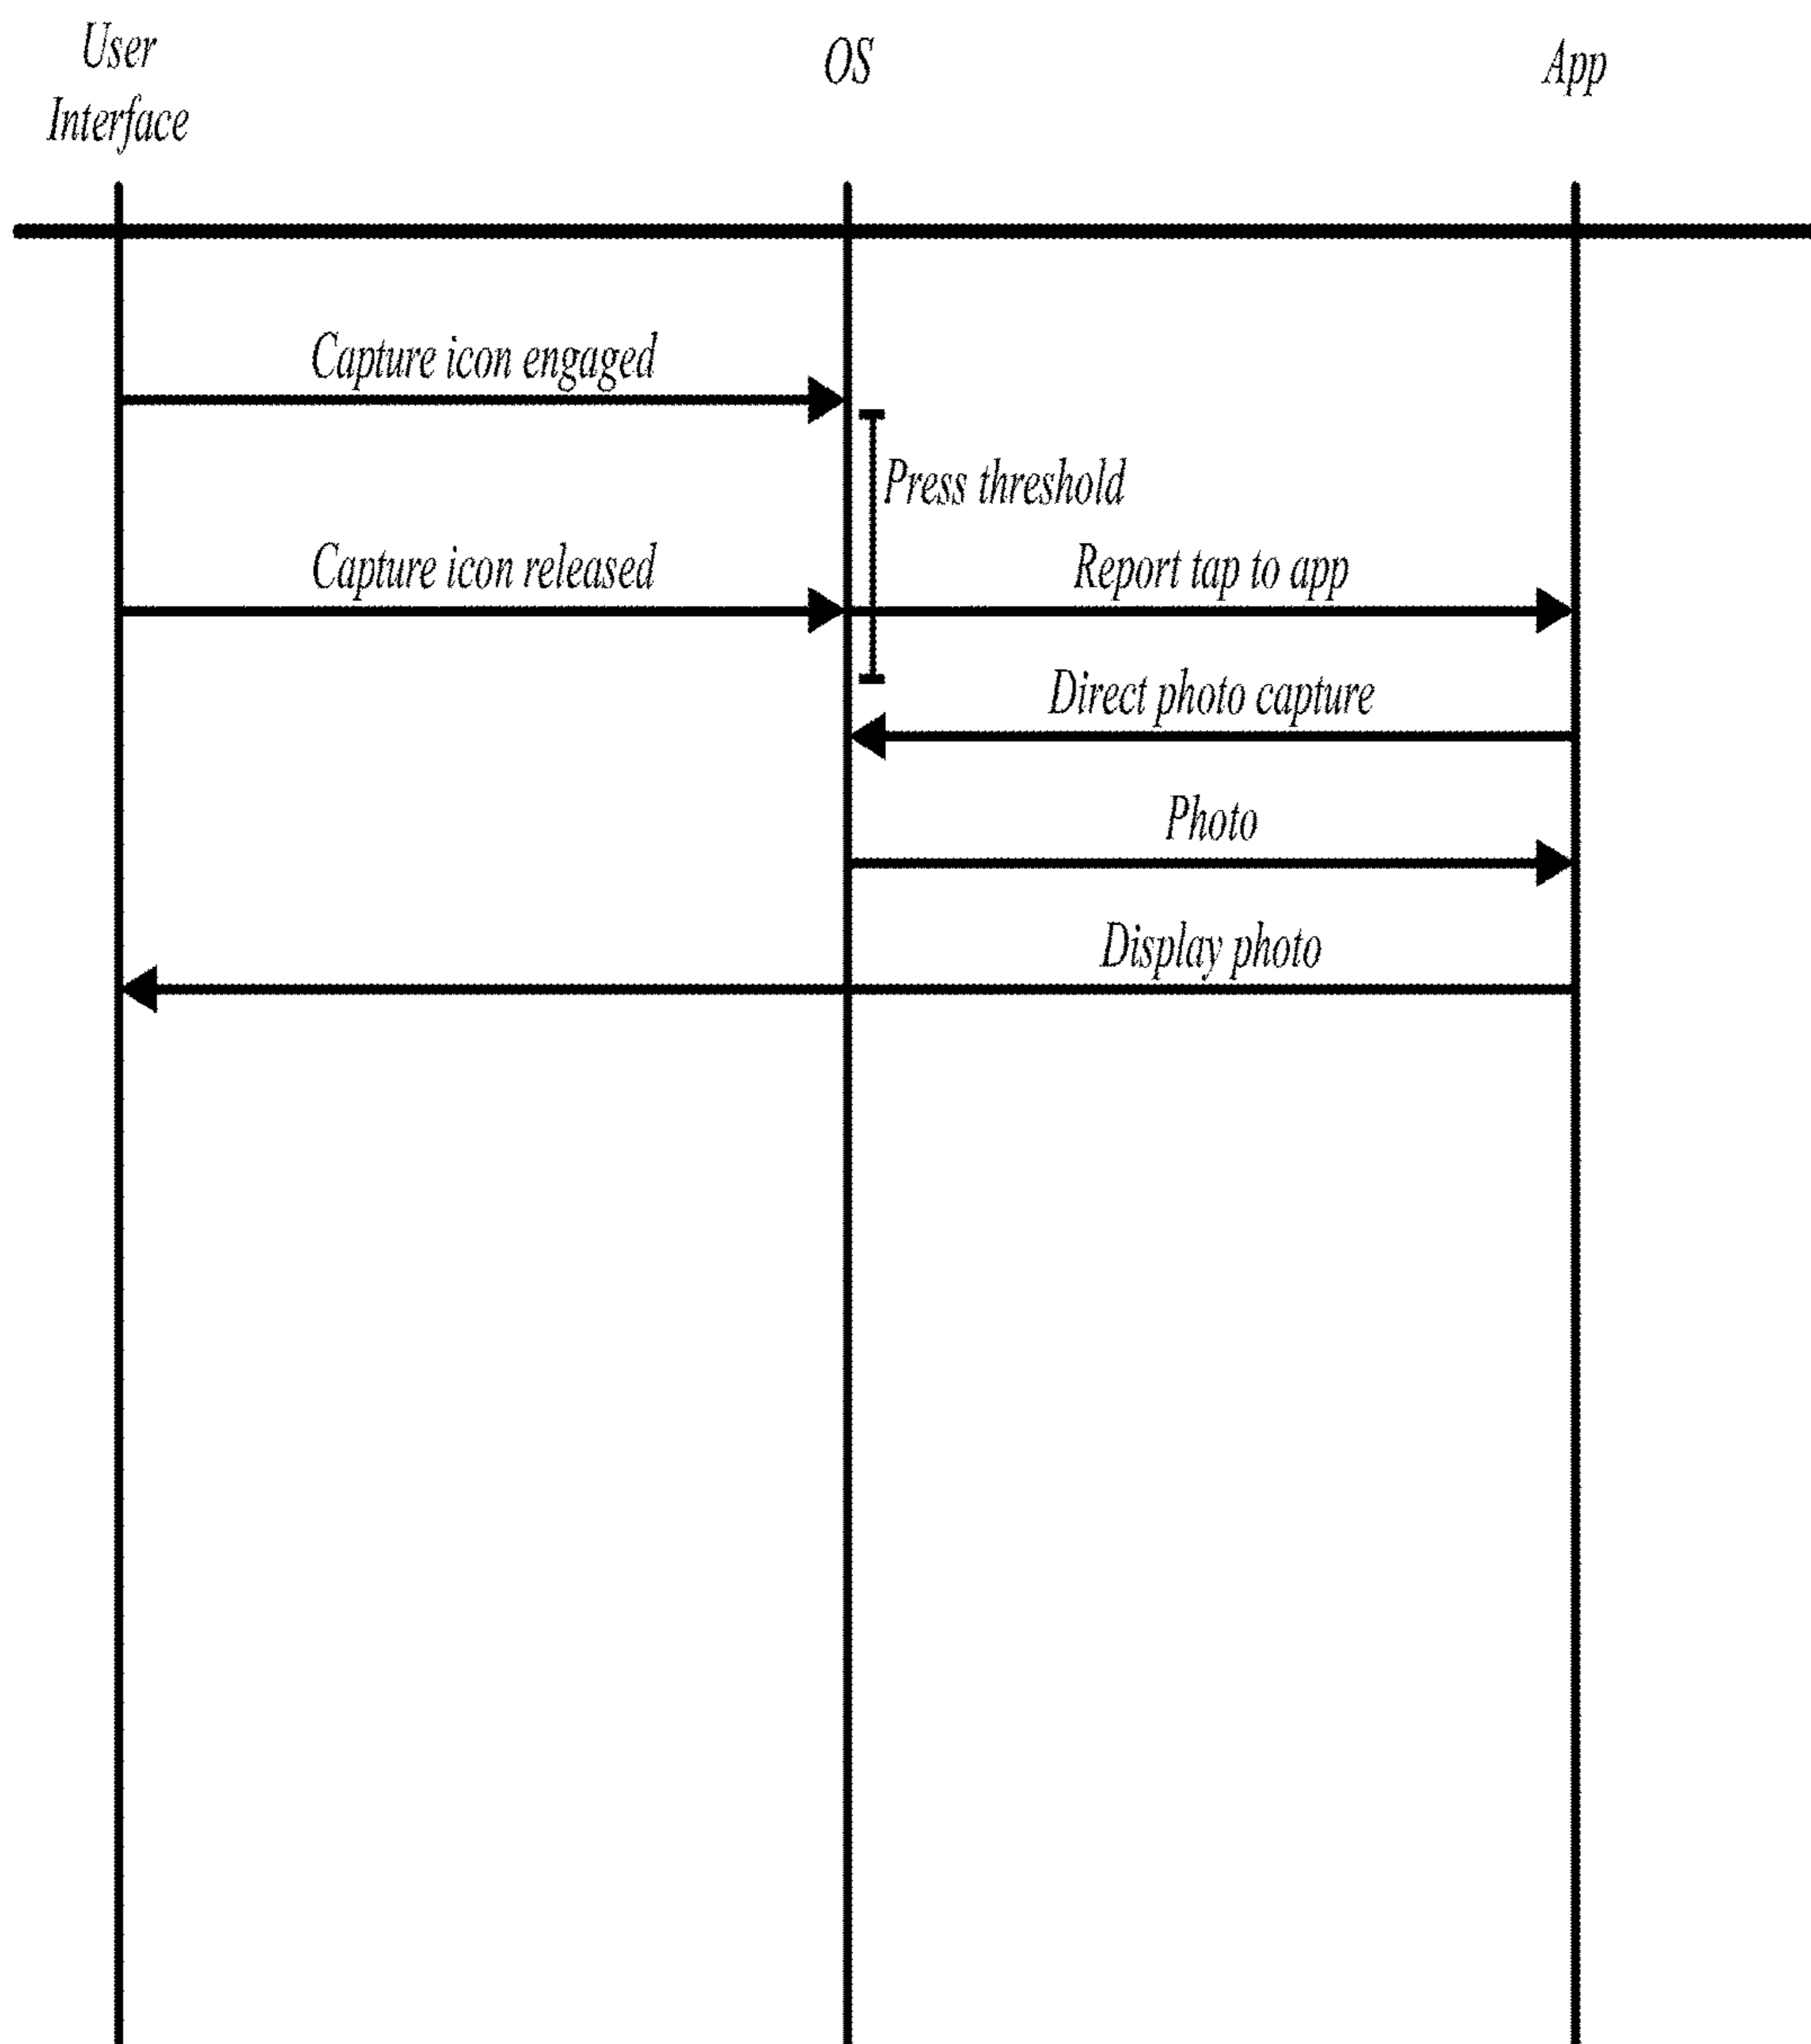 User
Interface
OS
App
Capture icon engaged
Press threshold
Capture icon released
Report tap to app
Direct photo capture
Photo
Display photo